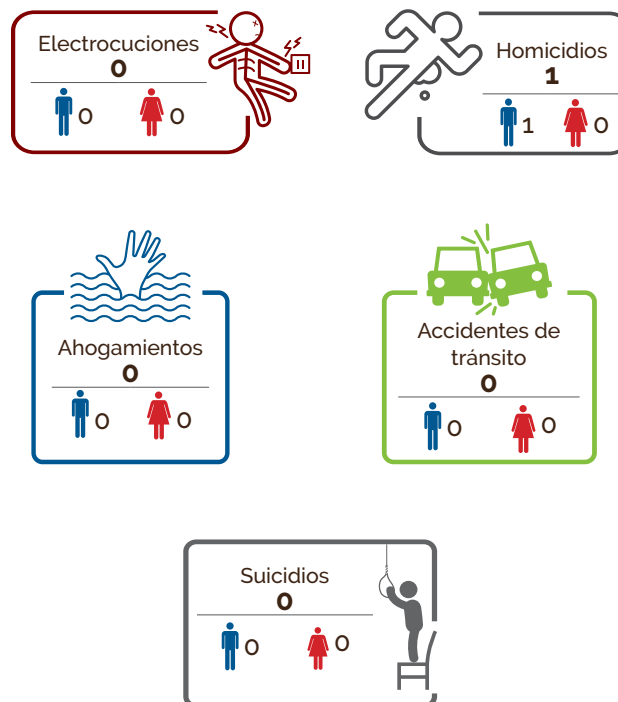 Electrocuciones
0
0 0
Homicidios
1
1 0
Ahogamientos
0
0 0
Accidentes de
tránsito
0
0 0
Suicidios
0
0 0